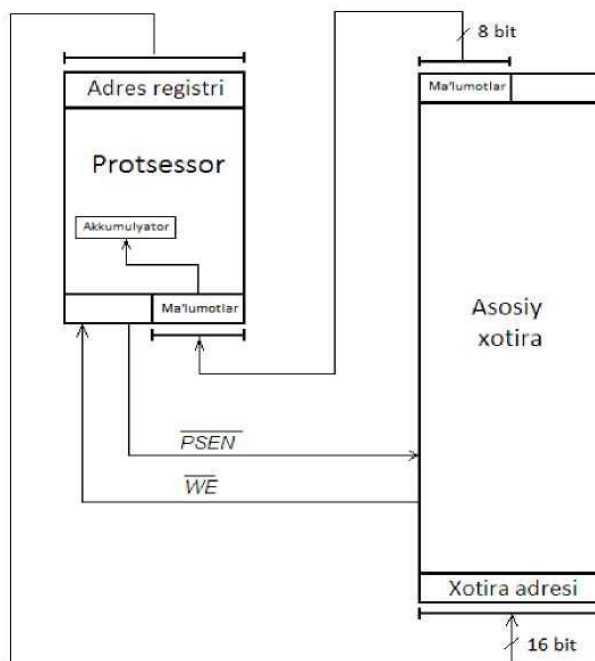 8 bit
Adres registri
Ma'lumotlar
Protsessor
Akkumulyator
Ma'lumotlar
Asosiy
xotira
PSEN
WE
Xotira adresi
16 bit